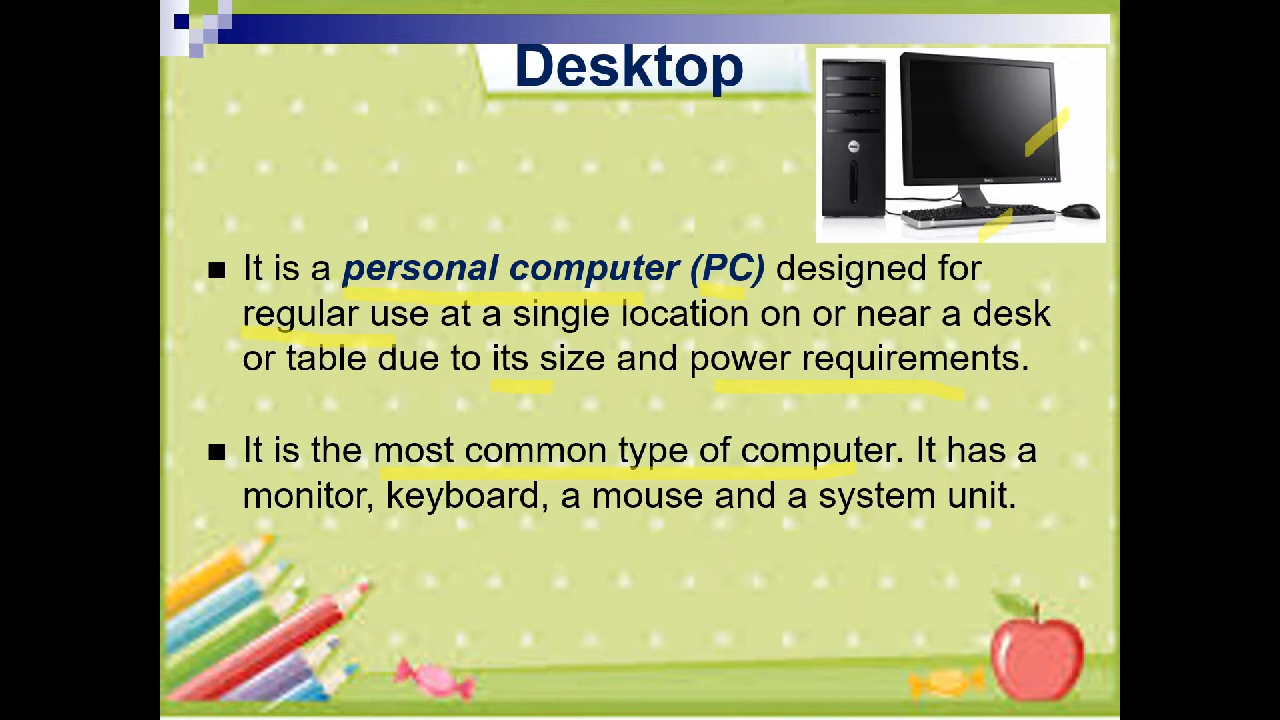 Desktop
■ It is a personal computer (PC) designed for
regular use at a single location on or near a desk
or table due to its size and power requirements.
■ It is the most common type of computer. It has a
monitor, keyboard, a mouse and a system unit.